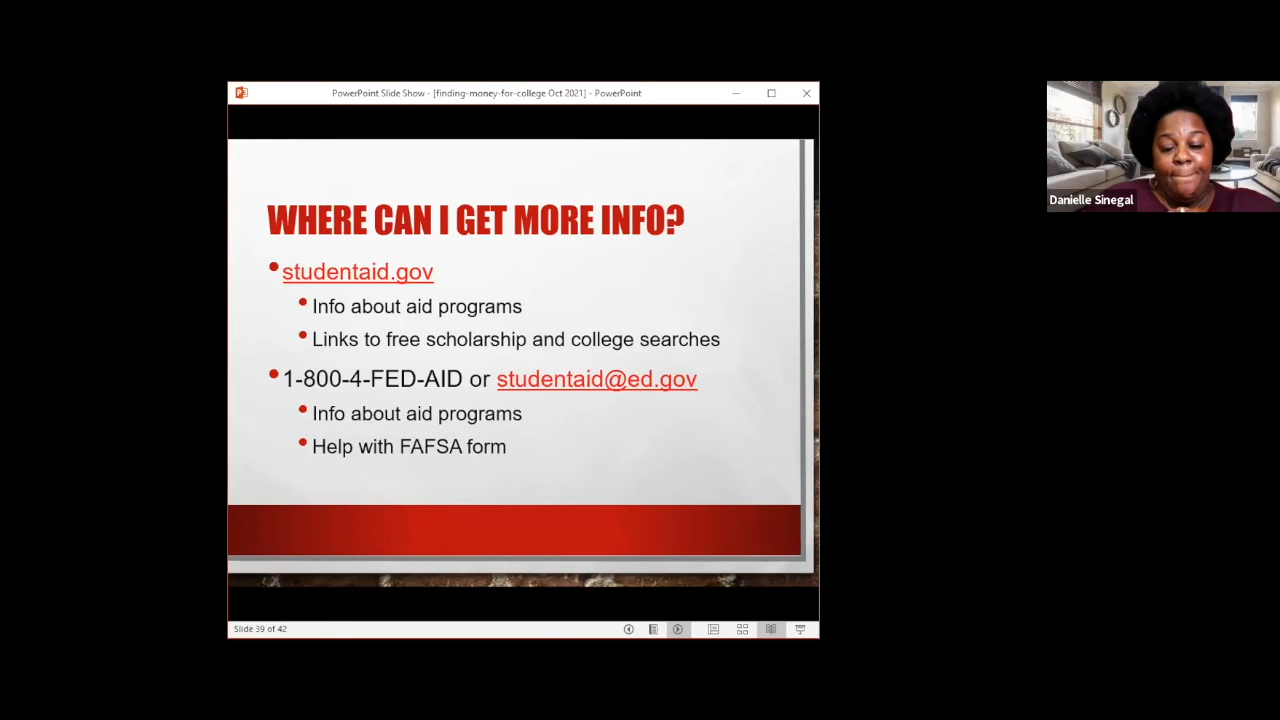 PowerPoint Slide Show - [finding-money-for-college Oct 2021] - PowerPoint
WHERE CAN I GET MORE INFO?
• studentaid.gov
• Info about aid programs
• Links to free scholarship and college searches
• 1-800-4-FED-AID or studentaid@ed.gov
• Info about aid programs
• Help with FAFSA form
Slide 39 of 42
Danielle Sinegal